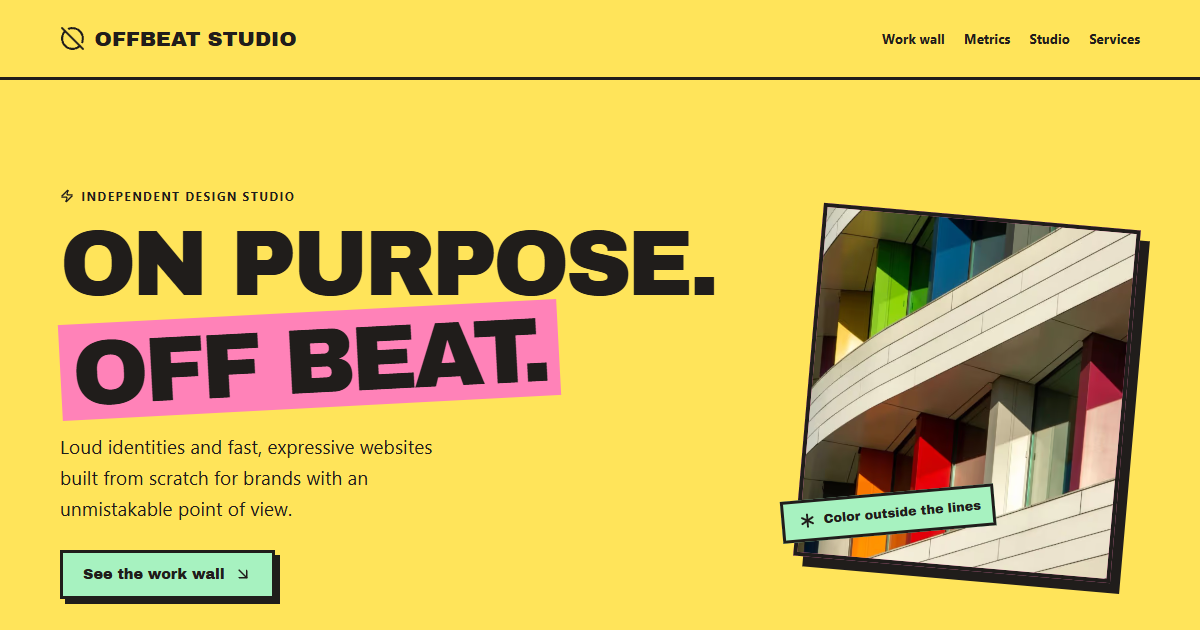 OFFBEAT STUDIO
Work wall Metrics Studio Services
INDEPENDENT DESIGN STUDIO
ON PURPOSE.
OFF BEAT.
Loud identities and fast, expressive websites
built from scratch for brands with an
unmistakable point of view.
See the work wall
Color outside the lines